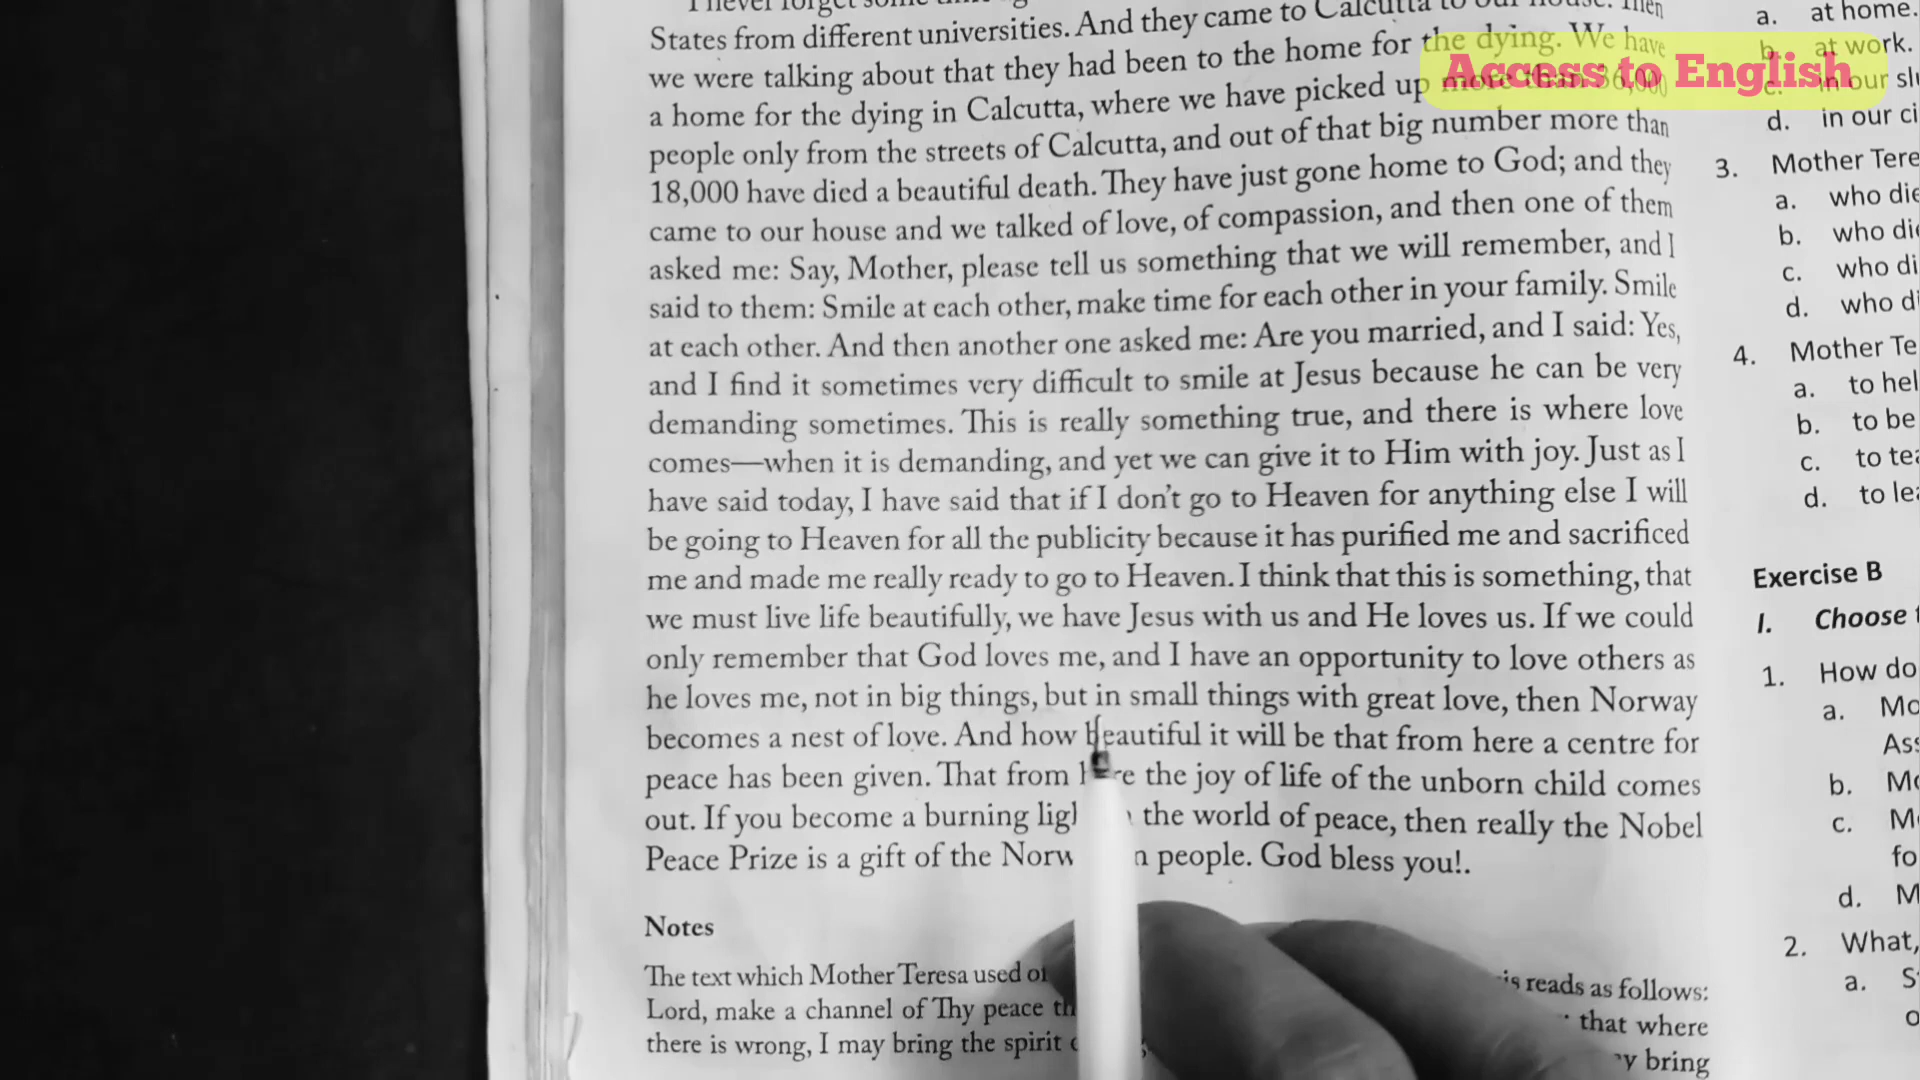 I never forget some
States from different universities. And they came to Calcutta to our house. Then
we were talking about that they had been to the home for the dying. We have
a home for the dying in Calcutta, where we have picked up more than 36,000
people only from the streets of Calcutta, and out of that big number more than
18,000 have died a beautiful death. They have just gone home to God; and they
came to our house and we talked of love, of compassion, and then one of them
asked me: Say, Mother, please tell us something that we will remember, and I
said to them: Smile at each other, make time for each other in your family. Smile
at each other. And then another one asked me: Are you married, and I said: Yes,
and I find it sometimes very difficult to smile at Jesus because he can be very
demanding sometimes. This is really something true, and there is where love
comes—when it is demanding, and yet we can give it to Him with joy. Just as I
have said today, I have said that if I don't go to Heaven for anything else I will
be going to Heaven for all the publicity because it has purified me and sacrificed
me and made me really ready to go to Heaven. I think that this is something, that
we must live life beautifully, we have Jesus with us and He loves us. If we could
only remember that God loves me, and I have an opportunity to love others as
he loves me, not in big things, but in small things with great love, then Norway
becomes a nest of love. And how beautiful it will be that from here a centre for
peace has been given. That from here the joy of life of the unborn child comes
out. If you become a burning the world of peace, then really the Nobel
Peace Prize is a gift of the people. God bless you!.
Notes
The text which Mother Teresa used reads as follows:
Lord, make a channel of Thy peace that where
there is wrong, I may bring the spirit bring
Access to English
a. at home.
b. at work.
c. in our
d. in our
3. Mother
a. who
b. who
c. who
d. who
4. Mother
a. to
b. to be
c. to
d. to
Exercise B
I. Choose
1. How do
a.
b.
c.
d.
2. What,
a.